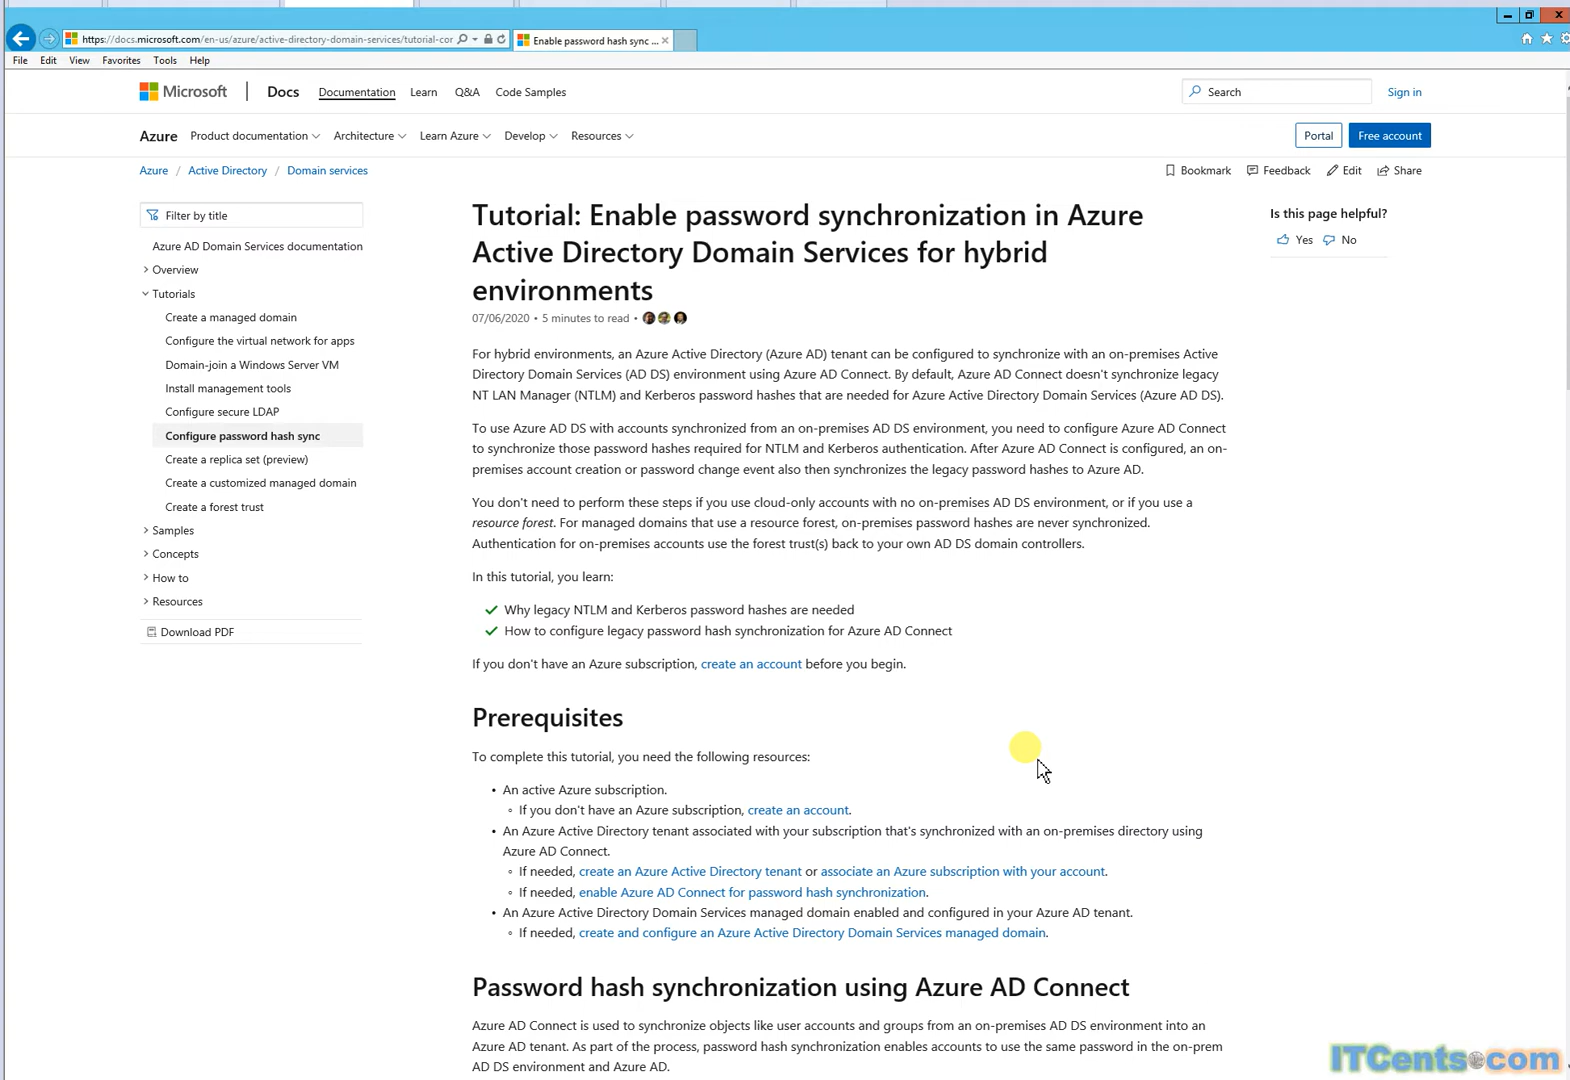 https://docs.microsoft.com/en-us/azure/active-directory-domain-services/tutorial-cor
Enable password hash sync ...
File Edit View Favorites Tools Help
Microsoft Docs Documentation Learn Q&A Code Samples Search Sign in
Azure Product documentation Architecture Learn Azure Develop Resources Portal Free account
Azure / Active Directory / Domain services Bookmark Feedback Edit Share
Filter by title
Azure AD Domain Services documentation
Overview
Tutorials
Create a managed domain
Configure the virtual network for apps
Domain-join a Windows Server VM
Install management tools
Configure secure LDAP
Configure password hash sync
Create a replica set (preview)
Create a customized managed domain
Create a forest trust
Samples
Concepts
How to
Resources
Download PDF
Tutorial: Enable password synchronization in Azure
Active Directory Domain Services for hybrid
environments
07/06/2020 • 5 minutes to read •
For hybrid environments, an Azure Active Directory (Azure AD) tenant can be configured to synchronize with an on-premises Active
Directory Domain Services (AD DS) environment using Azure AD Connect. By default, Azure AD Connect doesn't synchronize legacy
NT LAN Manager (NTLM) and Kerberos password hashes that are needed for Azure Active Directory Domain Services (Azure AD DS).
To use Azure AD DS with accounts synchronized from an on-premises AD DS environment, you need to configure Azure AD Connect
to synchronize those password hashes required for NTLM and Kerberos authentication. After Azure AD Connect is configured, an on-
premises account creation or password change event also then synchronizes the legacy password hashes to Azure AD.
You don't need to perform these steps if you use cloud-only accounts with no on-premises AD DS environment, or if you use a
resource forest. For managed domains that use a resource forest, on-premises password hashes are never synchronized.
Authentication for on-premises accounts use the forest trust(s) back to your own AD DS domain controllers.
In this tutorial, you learn:
Why legacy NTLM and Kerberos password hashes are needed
How to configure legacy password hash synchronization for Azure AD Connect
If you don't have an Azure subscription, create an account before you begin.
Prerequisites
To complete this tutorial, you need the following resources:
• An active Azure subscription.
◦ If you don't have an Azure subscription, create an account.
• An Azure Active Directory tenant associated with your subscription that's synchronized with an on-premises directory using
Azure AD Connect.
◦ If needed, create an Azure Active Directory tenant or associate an Azure subscription with your account.
◦ If needed, enable Azure AD Connect for password hash synchronization.
• An Azure Active Directory Domain Services managed domain enabled and configured in your Azure AD tenant.
◦ If needed, create and configure an Azure Active Directory Domain Services managed domain.
Password hash synchronization using Azure AD Connect
Azure AD Connect is used to synchronize objects like user accounts and groups from an on-premises AD DS environment into an
Azure AD tenant. As part of the process, password hash synchronization enables accounts to use the same password in the on-prem
AD DS environment and Azure AD.
Is this page helpful?
Yes No
ITCents.com